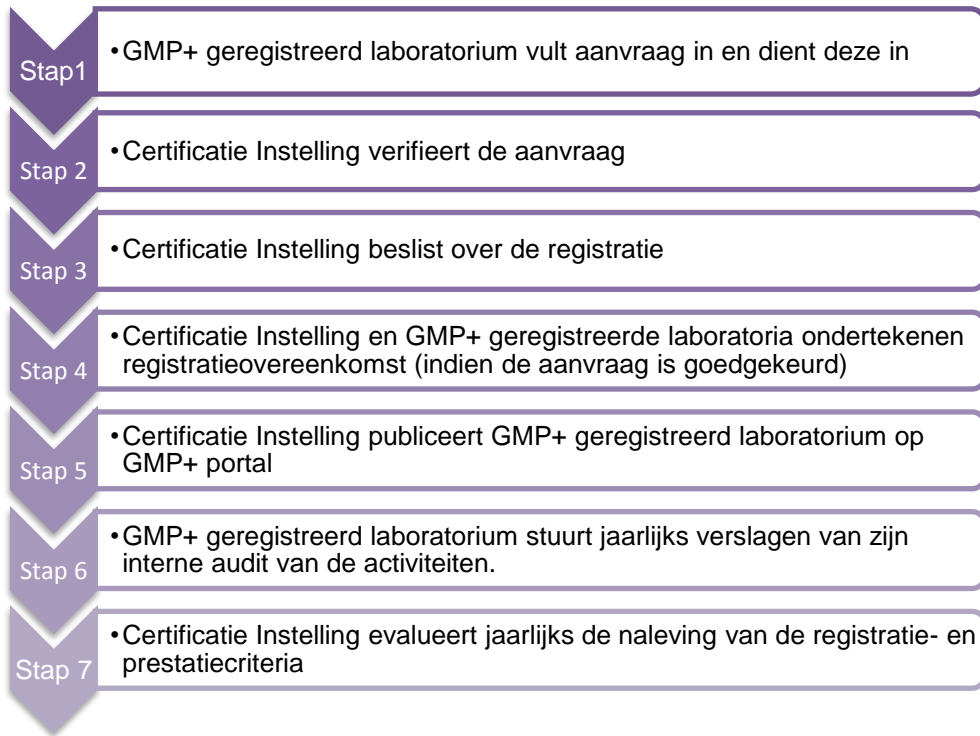 Stap1
•GMP+ geregistreerd laboratorium vult aanvraag in en dient deze in
Stap 2
•Certificatie Instelling verifieert de aanvraag
Stap 3
•Certificatie Instelling beslist over de registratie
Stap 4
•Certificatie Instelling en GMP+ geregistreerde laboratoria ondertekenen
registratieovereenkomst (indien de aanvraag is goedgekeurd)
Stap 5
•Certificatie Instelling publiceert GMP+ geregistreerd laboratorium op
GMP+ portal
Stap 6
•GMP+ geregistreerd laboratorium stuurt jaarlijks verslagen van zijn
interne audit van de activiteiten.
Stap 7
•Certificatie Instelling evalueert jaarlijks de naleving van de registratie- en
prestatiecriteria